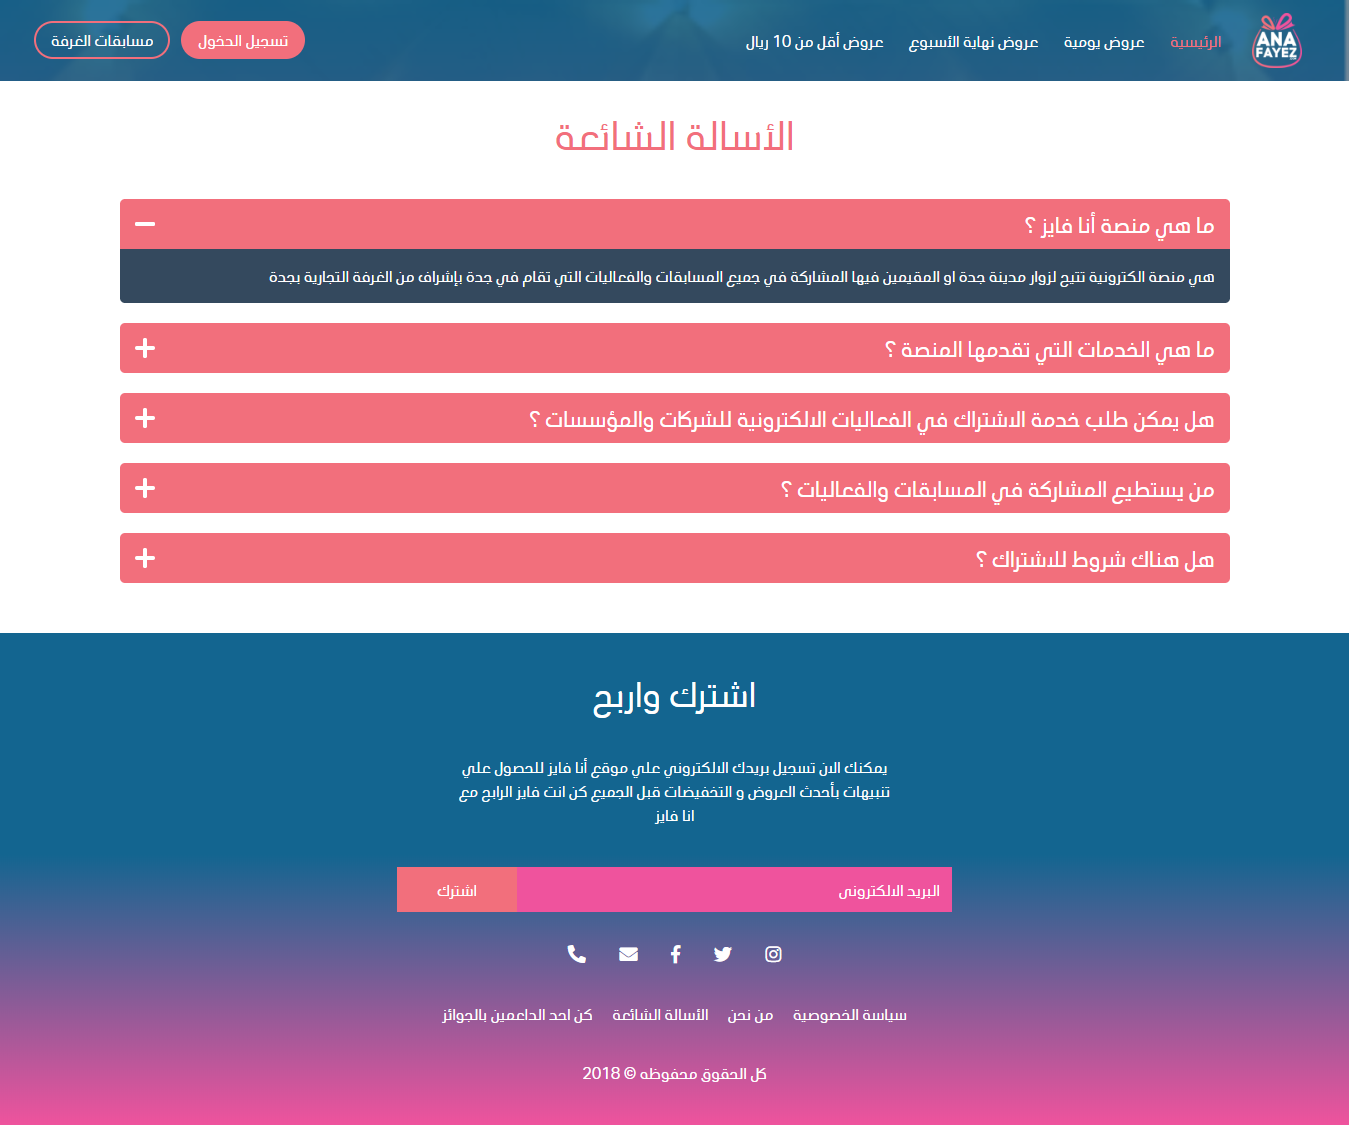 ANA
FAYEZ
الرئيسية
عروض يومية
عروض نهاية الأسبوع
عروض أقل من 10 ريال
تسجيل الدخول
مسابقات الغرفة
الأسالة الشائعة
ما هي منصة أنا فايز ؟
هي منصة الكترونية تتيح لزوار مدينة جدة او المقيمين فيها المشاركة في جميع المسابقات والفعاليات التي تقام في جدة بإشراف من الغرفة التجارية بجدة
ما هي الخدمات التي تقدمها المنصة ؟
هل يمكن طلب خدمة الاشتراك في الفعاليات الالكترونية للشركات والمؤسسات ؟
من يستطيع المشاركة في المسابقات والفعاليات ؟
هل هناك شروط للاشتراك ؟
اشترك واربح
يمكنك الان تسجيل بريدك الالكتروني علي موقع أنا فايز للحصول علي
تنبيهات بأحدث العروض و التخفيضات قبل الجميع كن انت فايز الرابح مع
انا فايز
البريد الالكترونى
اشترك
سياسة الخصوصية
من نحن
الأسالة الشائعة
كن احد الداعمين بالجوائز
كل الحقوق محفوظه © 2018